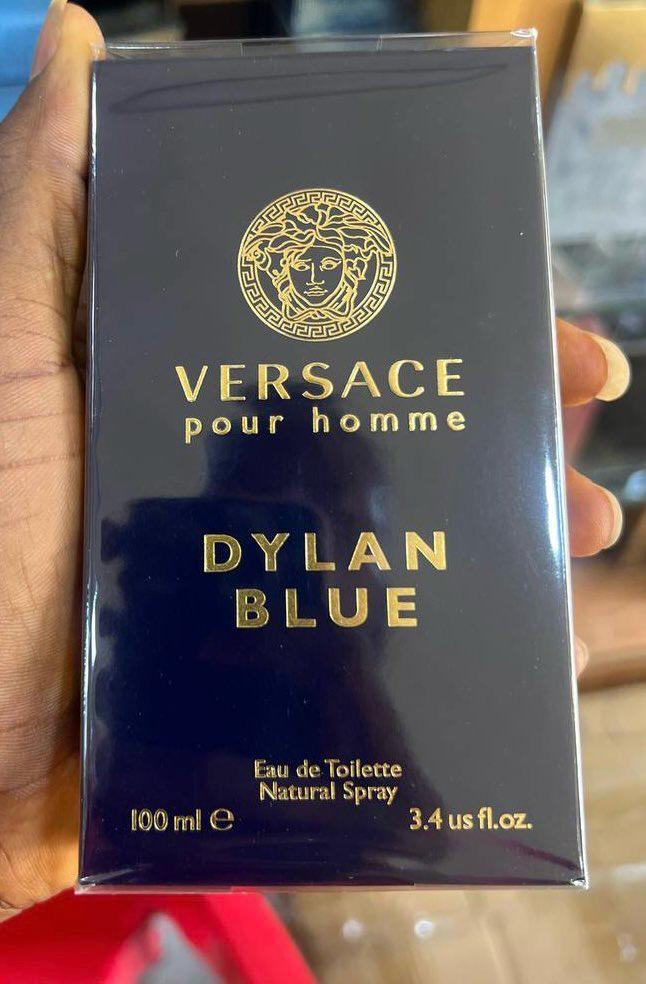 VERSACE
pour homme
DYLAN
BLUE
Eau de Toilette
Natural Spray
100 ml ℮
3.4 us fl.oz.